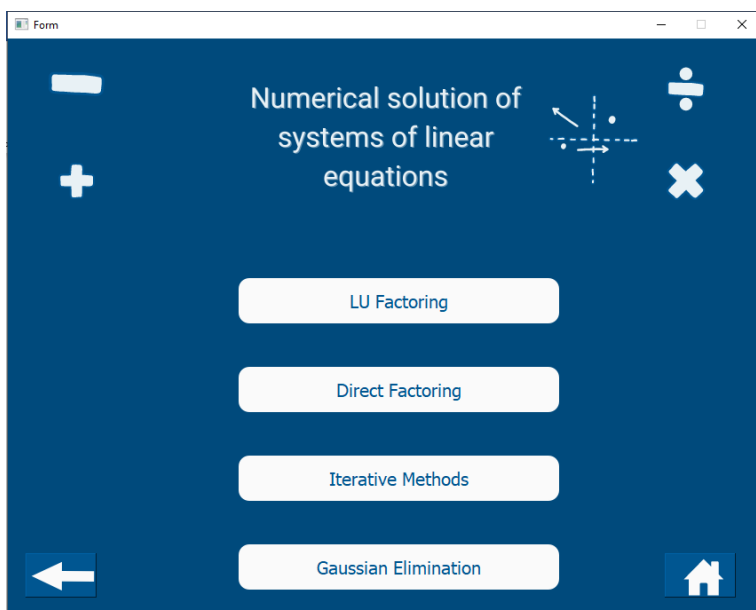 Form
Numerical solution of
systems of linear
equations
LU Factoring
Direct Factoring
Iterative Methods
Gaussian Elimination